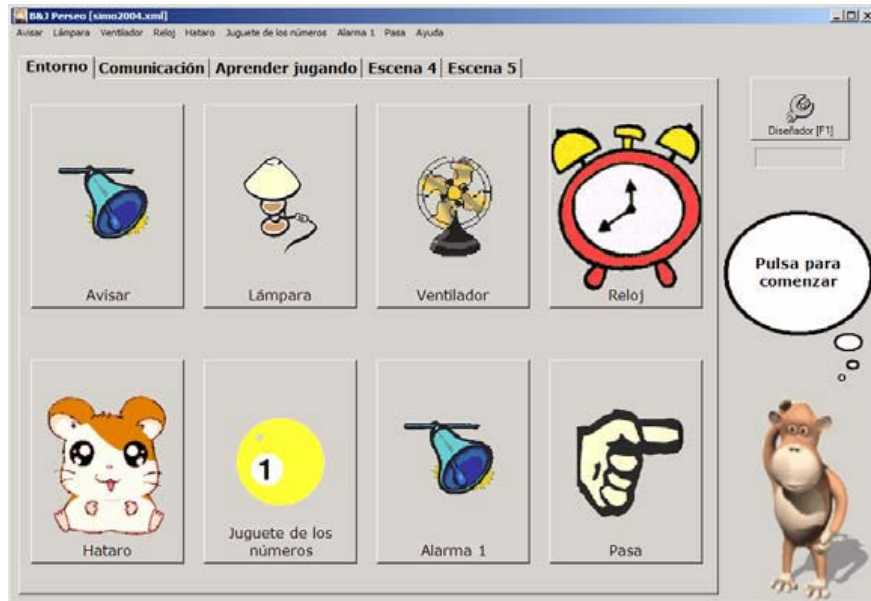 B&J Perseo [simo2004.xml]
Avisar Lámpara Ventilador Reloj Hataro Juguete de los números Alarma 1 Pasa Ayuda
Entorno Comunicación Aprender jugando Escena 4 Escena 5
Diseñador [F1]
Avisar
Lámpara
Ventilador
Reloj
Pulsa para
comenzar
1
Hataro
Juguete de los
números
Alarma 1
Pasa